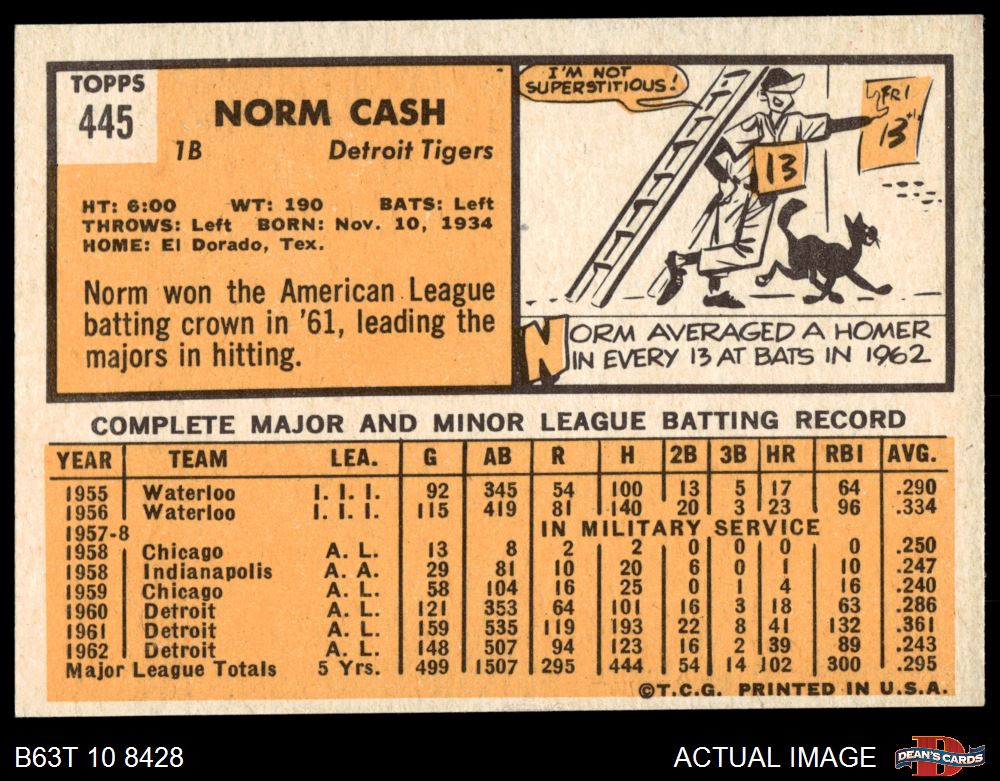 TOPPS
445
NORM CASH
1B Detroit Tigers
HT: 6:00 WT: 190 BATS: Left
THROWS: Left BORN: Nov. 10, 1934
HOME: El Dorado, Tex.
Norm won the American League
batting crown in '61, leading the
majors in hitting.
I'M NOT
SUPERSTITIOUS!
FRI
13th
13
NORM AVERAGED A HOMER
IN EVERY 13 AT BATS IN 1962
COMPLETE MAJOR AND MINOR LEAGUE BATTING RECORD
YEAR TEAM LEA. G AB R H 2B 3B HR RBI AVG.
1955 Waterloo I. I. I. 92 345 54 100 13 5 17 64 .290
1956 Waterloo I. I. I. 115 419 81 140 20 3 23 96 .334
1957-8 IN MILITARY SERVICE
1958 Chicago A. L. 13 8 2 2 0 0 0 0 .250
1958 Indianapolis A. A. 29 81 10 20 6 0 1 10 .247
1959 Chicago A. L. 58 104 16 25 0 1 4 16 .240
1960 Detroit A. L. 121 353 64 101 16 3 18 63 .286
1961 Detroit A. L. 159 535 119 193 22 8 41 132 .361
1962 Detroit A. L. 148 507 94 123 16 2 39 89 .243
Major League Totals 5 Yrs. 499 1507 295 444 54 14 102 300 .295
©T.C.G. PRINTED IN U.S.A.
B63T 10 8428
ACTUAL IMAGE
DEAN'S CARDS